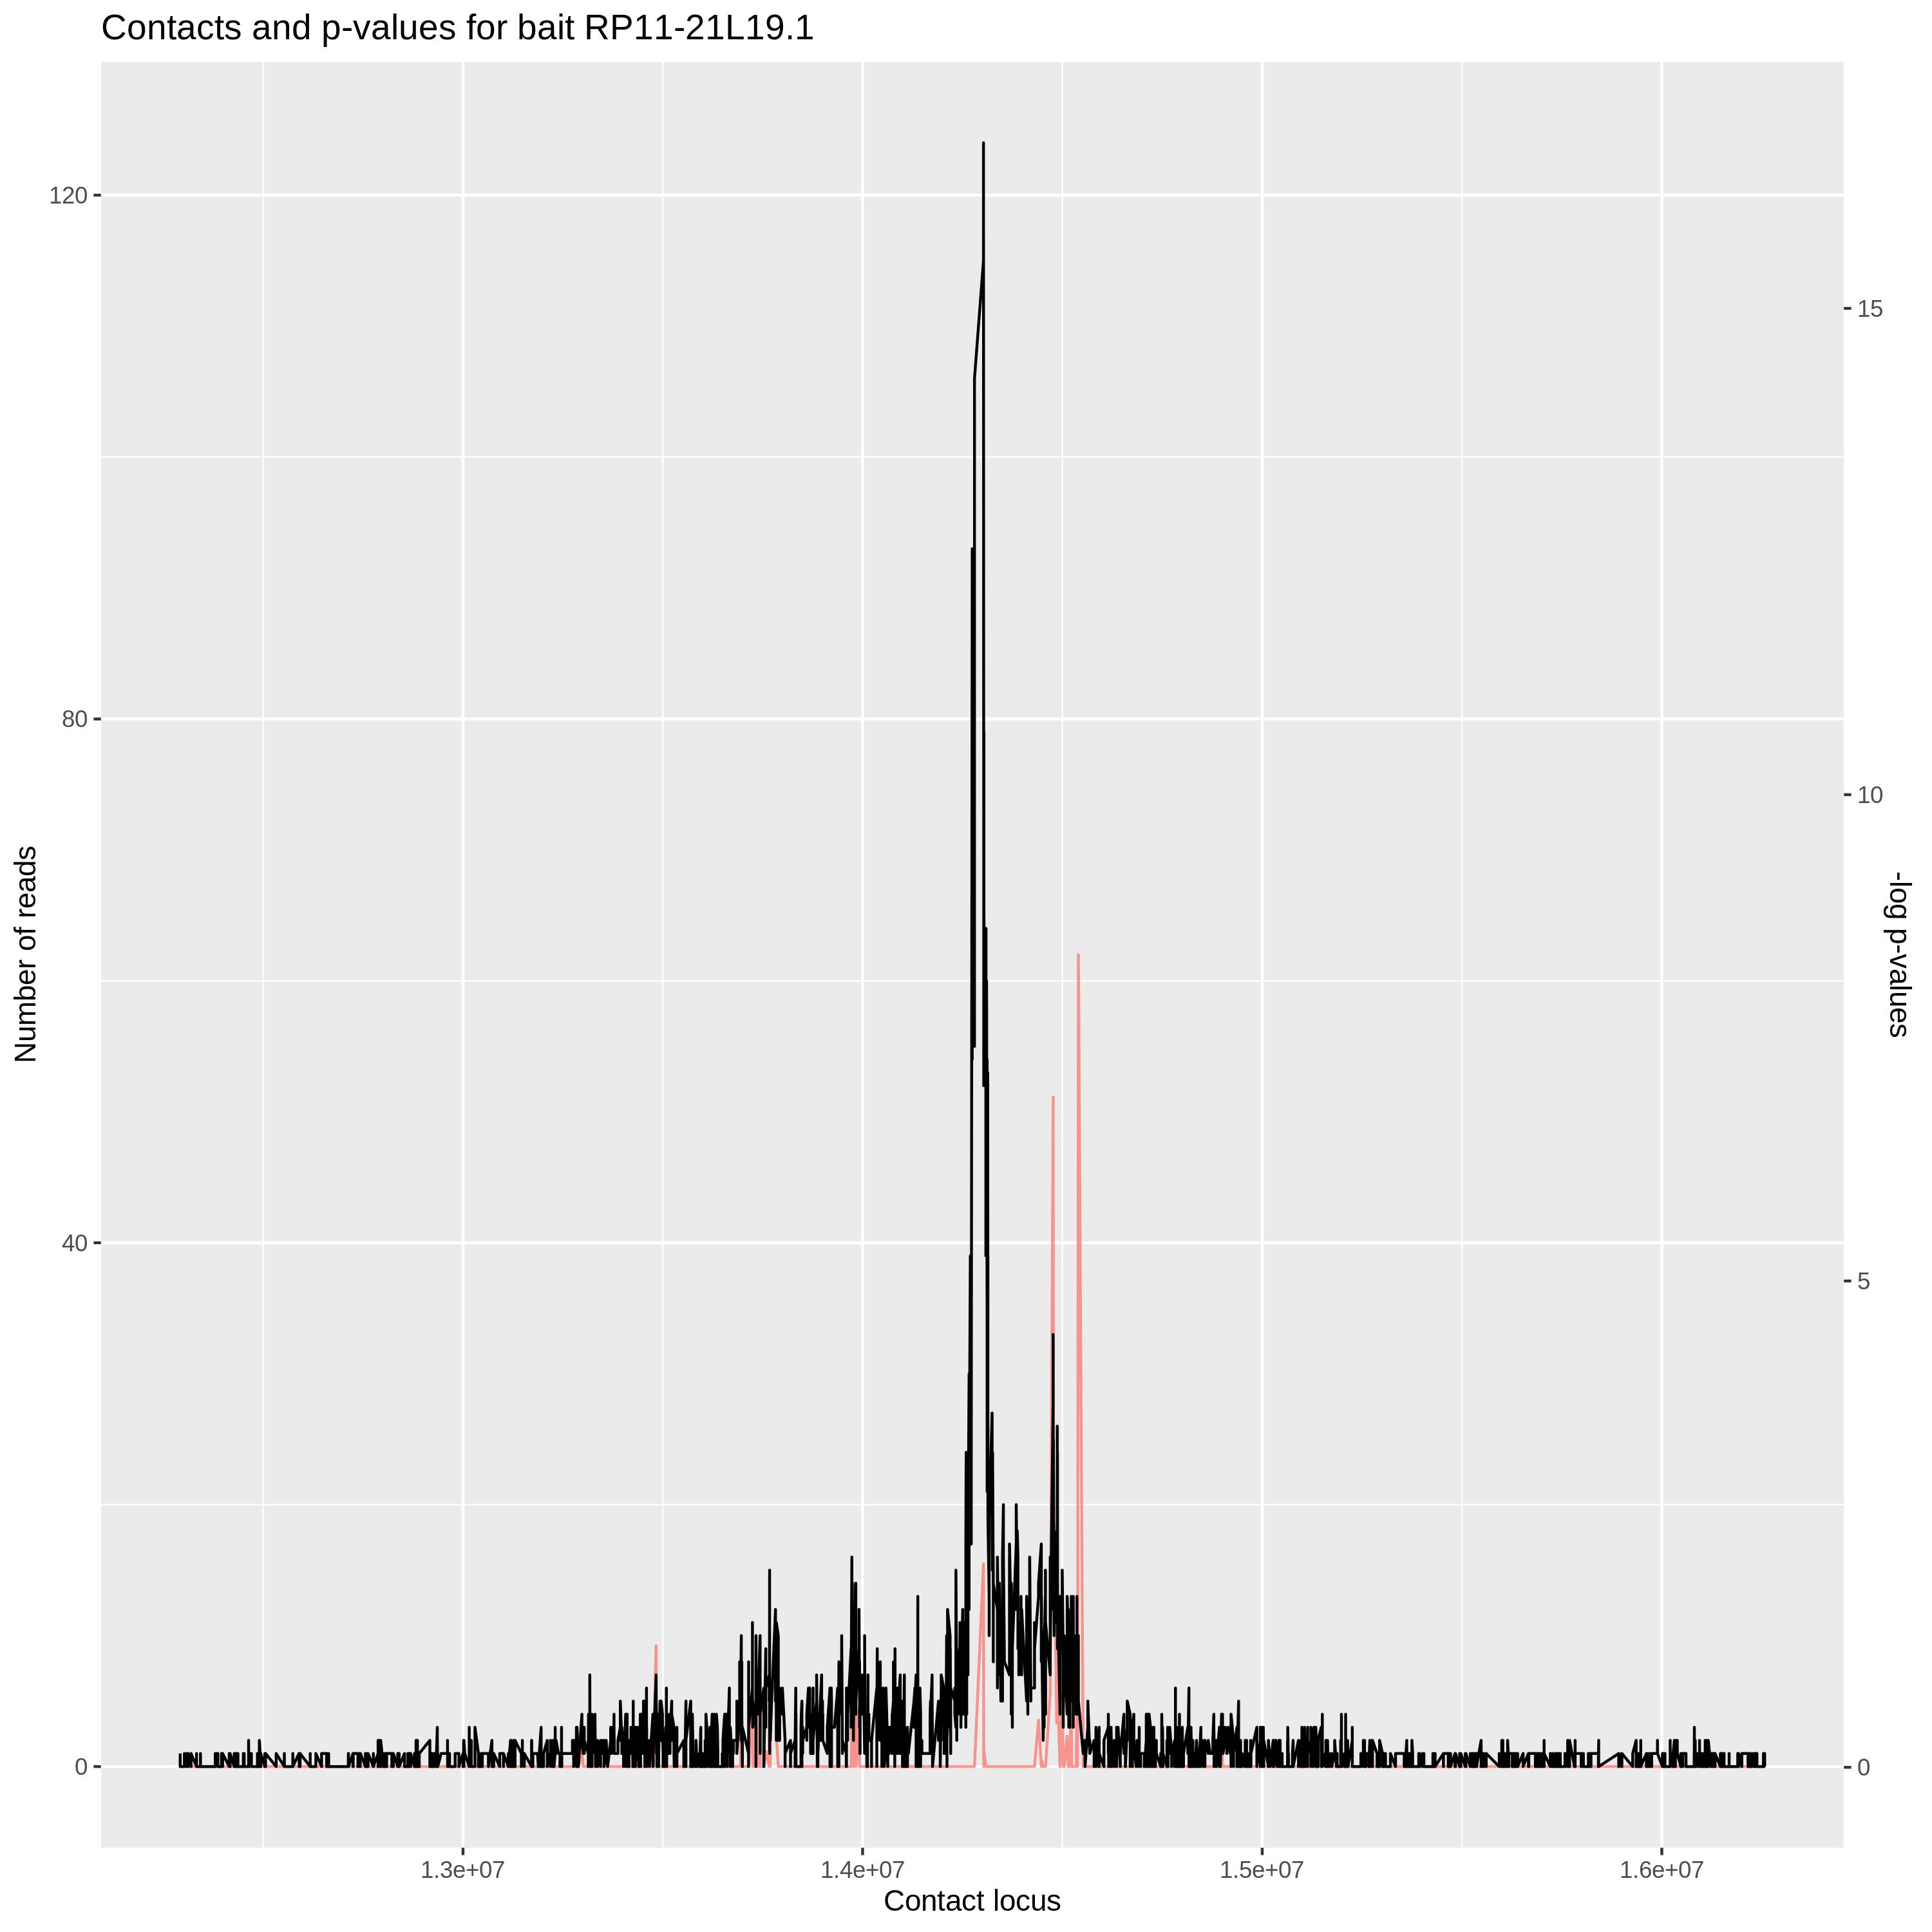 Contacts and p-values for bait RP11-21L19.1
120
80
40
0
Number of reads
15
10
5
0
-log p-values
1.3e+07
1.4e+07
1.5e+07
1.6e+07
Contact locus